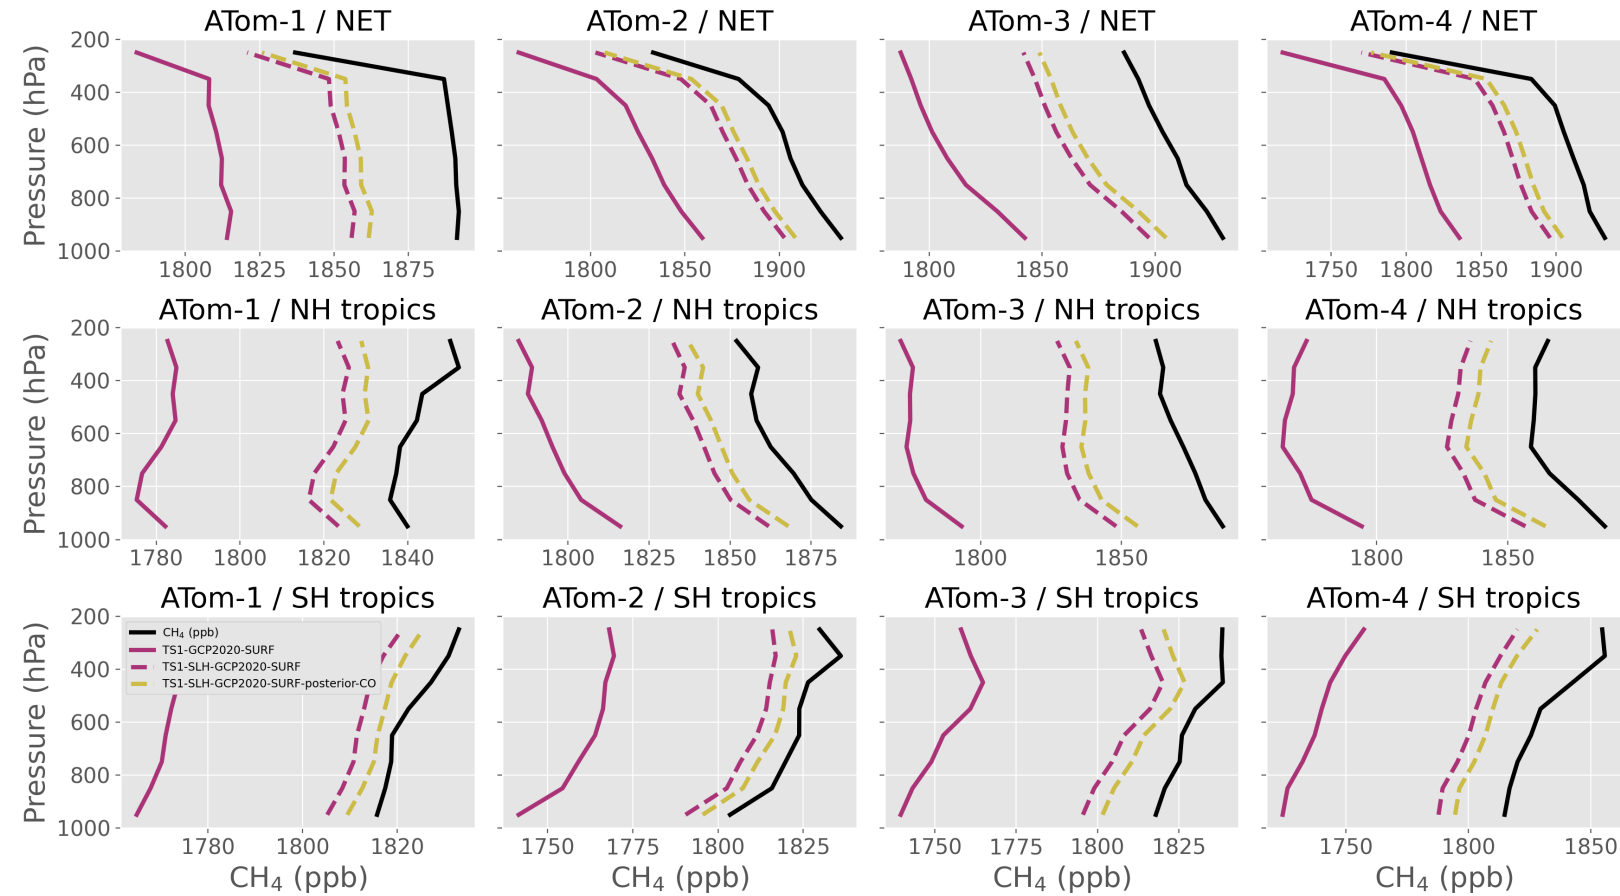 ATom-1 / NET
ATom-2 / NET
ATom-3 / NET
ATom-4 / NET
Pressure (hPa)
200
400
600
800
1000
1800 1825 1850 1875
1800 1850 1900
1800 1850 1900
1750 1800 1850 1900
ATom-1 / NH tropics
ATom-2 / NH tropics
ATom-3 / NH tropics
ATom-4 / NH tropics
Pressure (hPa)
200
400
600
800
1000
1780 1800 1820 1840
1800 1825 1850 1875
1800 1850
1800 1850
ATom-1 / SH tropics
ATom-2 / SH tropics
ATom-3 / SH tropics
ATom-4 / SH tropics
Pressure (hPa)
200
400
600
800
1000
CH₄ (ppb)
TS1-GCP2020-SURF
TS1-SLH-GCP2020-SURF
TS1-SLH-GCP2020-SURF-posterior-CO
1780 1800 1820
1750 1775 1800 1825
1750 1775 1800 1825
1750 1800 1850
CH₄ (ppb)
CH₄ (ppb)
CH₄ (ppb)
CH₄ (ppb)